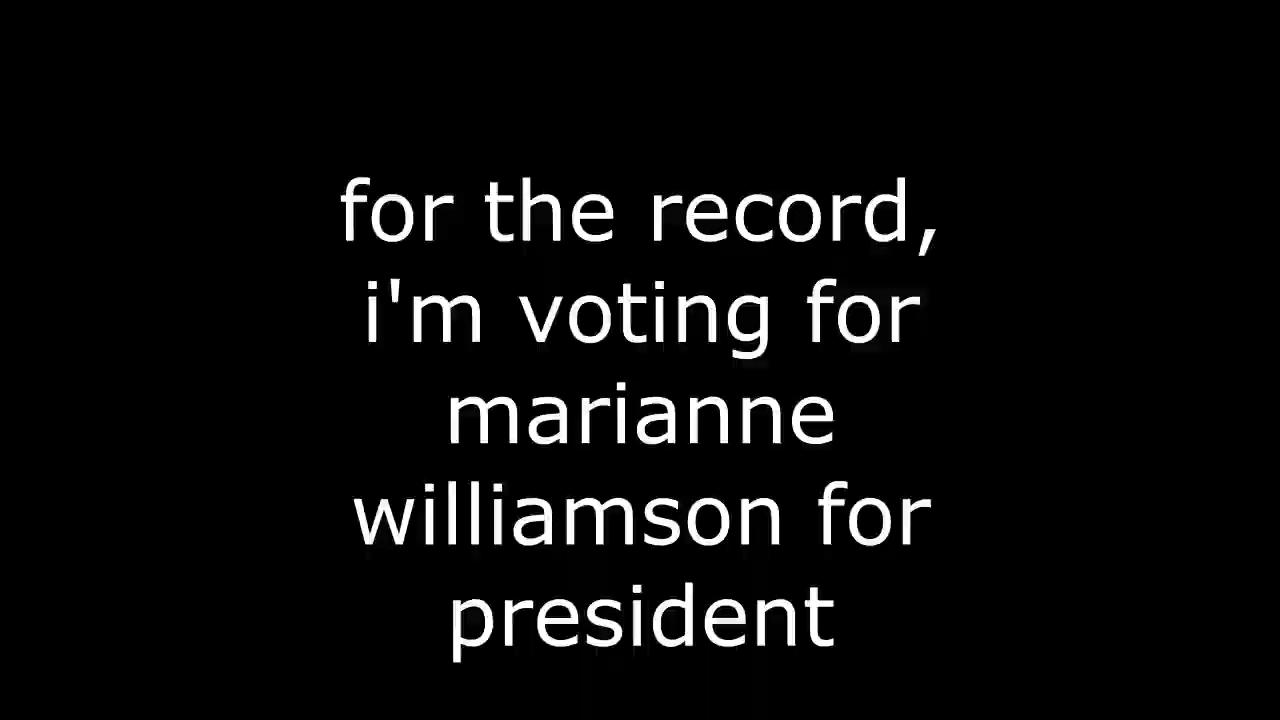 for the record,
i'm voting for
marianne
williamson for
president